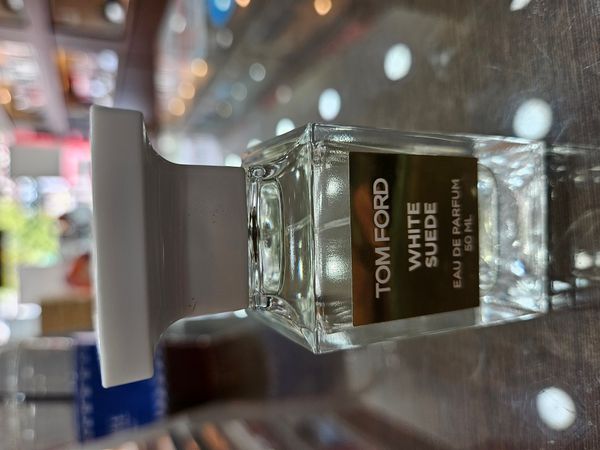 TOM FORD
WHITE
SUEDE
EAU DE PARFUM
50 ML